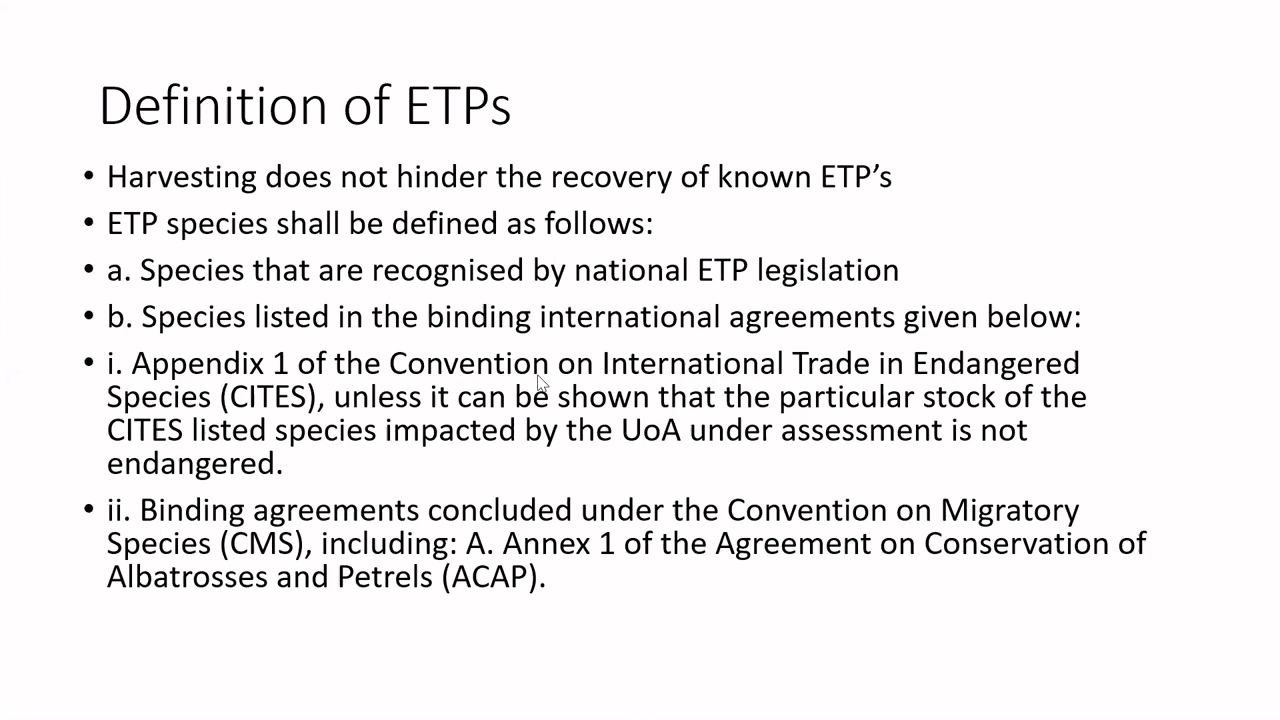 Definition of ETPs
• Harvesting does not hinder the recovery of known ETP’s
• ETP species shall be defined as follows:
• a. Species that are recognised by national ETP legislation
• b. Species listed in the binding international agreements given below:
• i. Appendix 1 of the Convention on International Trade in Endangered
Species (CITES), unless it can be shown that the particular stock of the
CITES listed species impacted by the UoA under assessment is not
endangered.
• ii. Binding agreements concluded under the Convention on Migratory
Species (CMS), including: A. Annex 1 of the Agreement on Conservation of
Albatrosses and Petrels (ACAP).